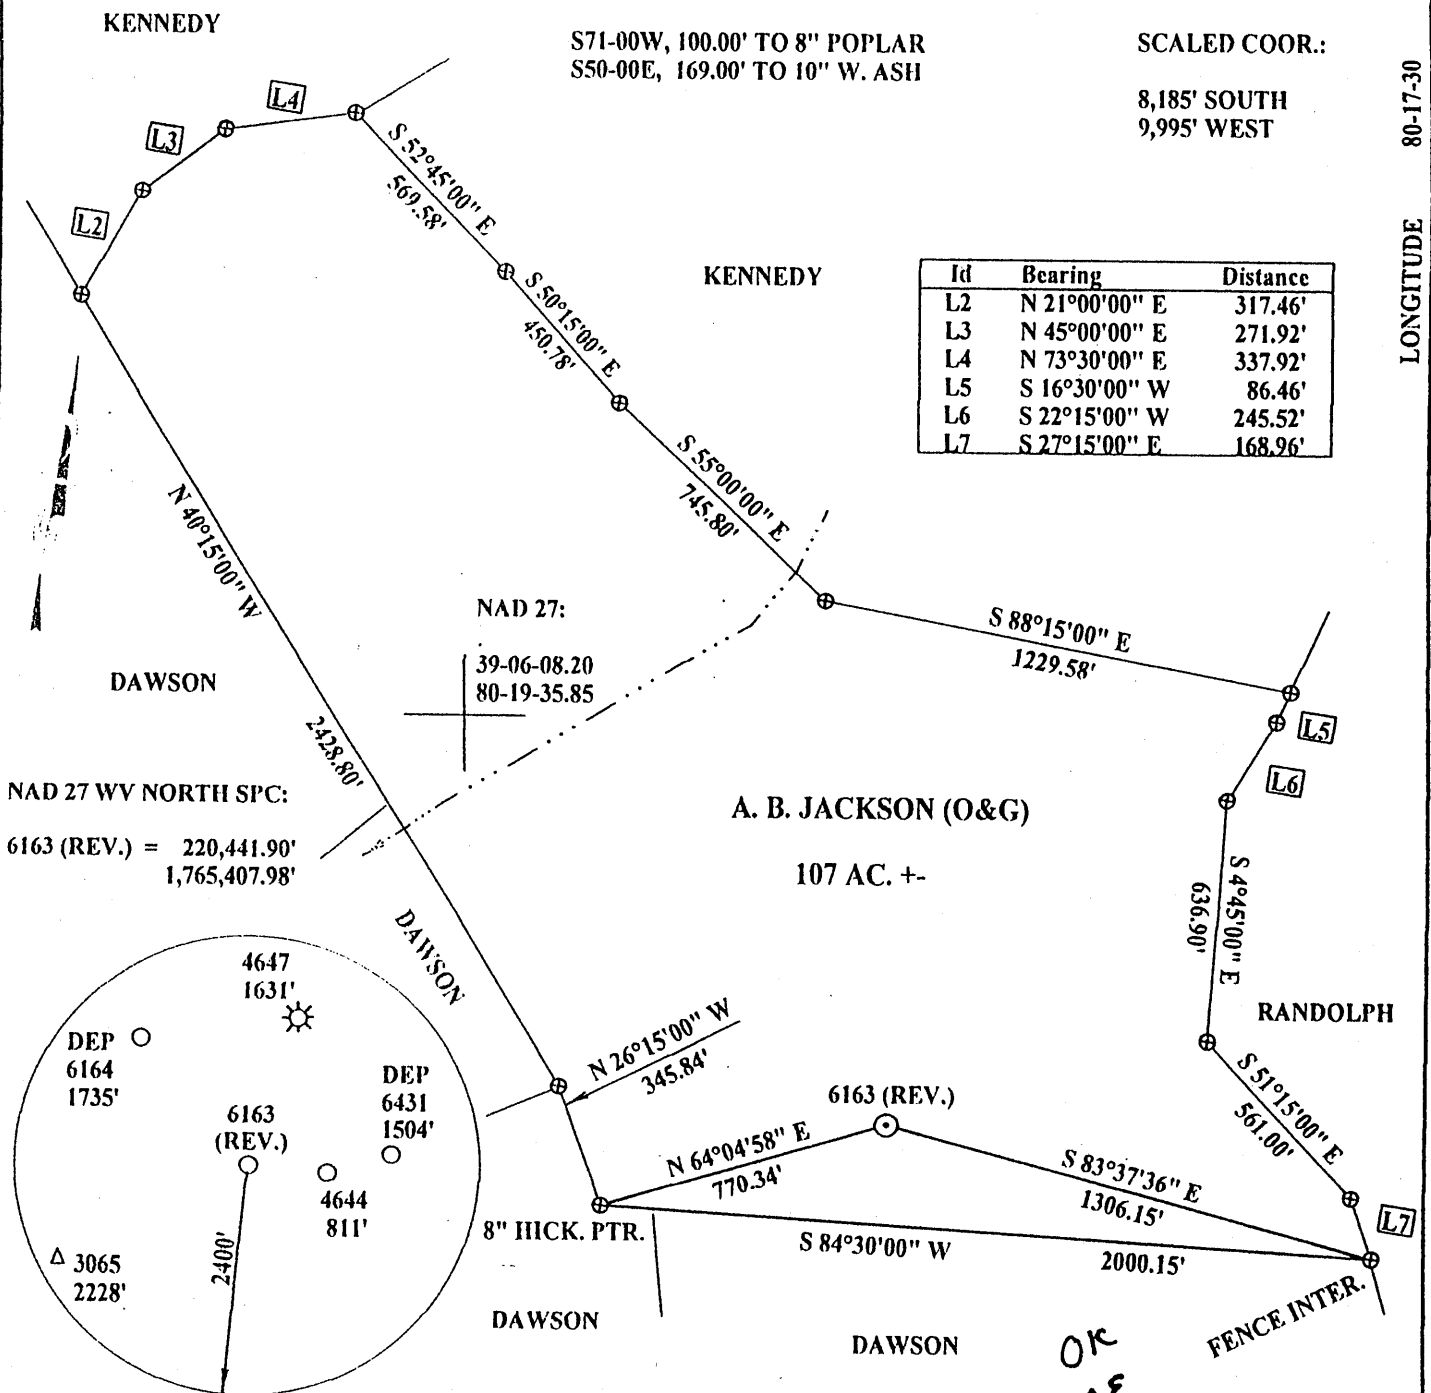 KENNEDY
S71-00W, 100.00' TO 8" POPLAR
S50-00E, 169.00' TO 10" W. ASH
SCALED COOR.:
8,185' SOUTH
9,995' WEST
LONGITUDE 80-17-30
L4
L3
L2
S 52°45'00" E
569.58'
S 50°15'00" E
450.78'
KENNEDY
Id Bearing Distance
L2 N 21°00'00" E 317.46'
L3 N 45°00'00" E 271.92'
L4 N 73°30'00" E 337.92'
L5 S 16°30'00" W 86.46'
L6 S 22°15'00" W 245.52'
L7 S 27°15'00" E 168.96'
S 55°00'00" E
745.80'
N 40°15'00" W
2428.80'
NAD 27:
39-06-08.20
80-19-35.85
S 88°15'00" E
1229.58'
DAWSON
L5
L6
NAD 27 WV NORTH SPC:
6163 (REV.) = 220,441.90'
1,765,407.98'
A. B. JACKSON (O&G)
107 AC. +-
S 4°45'00" E
636.90'
DAWSON
RANDOLPH
4647
1631'
DEP
6164
1735'
DEP
6431
1504'
6163
(REV.)
4644
811'
3065
2228'
2400'
N 26°15'00" W
345.84'
6163 (REV.)
N 64°04'58" E
770.34'
S 83°37'36" E
1306.15'
S 51°15'00" E
561.00'
L7
8" HICK. PTR.
S 84°30'00" W 2000.15'
FENCE INTER.
DAWSON
DAWSON
OK